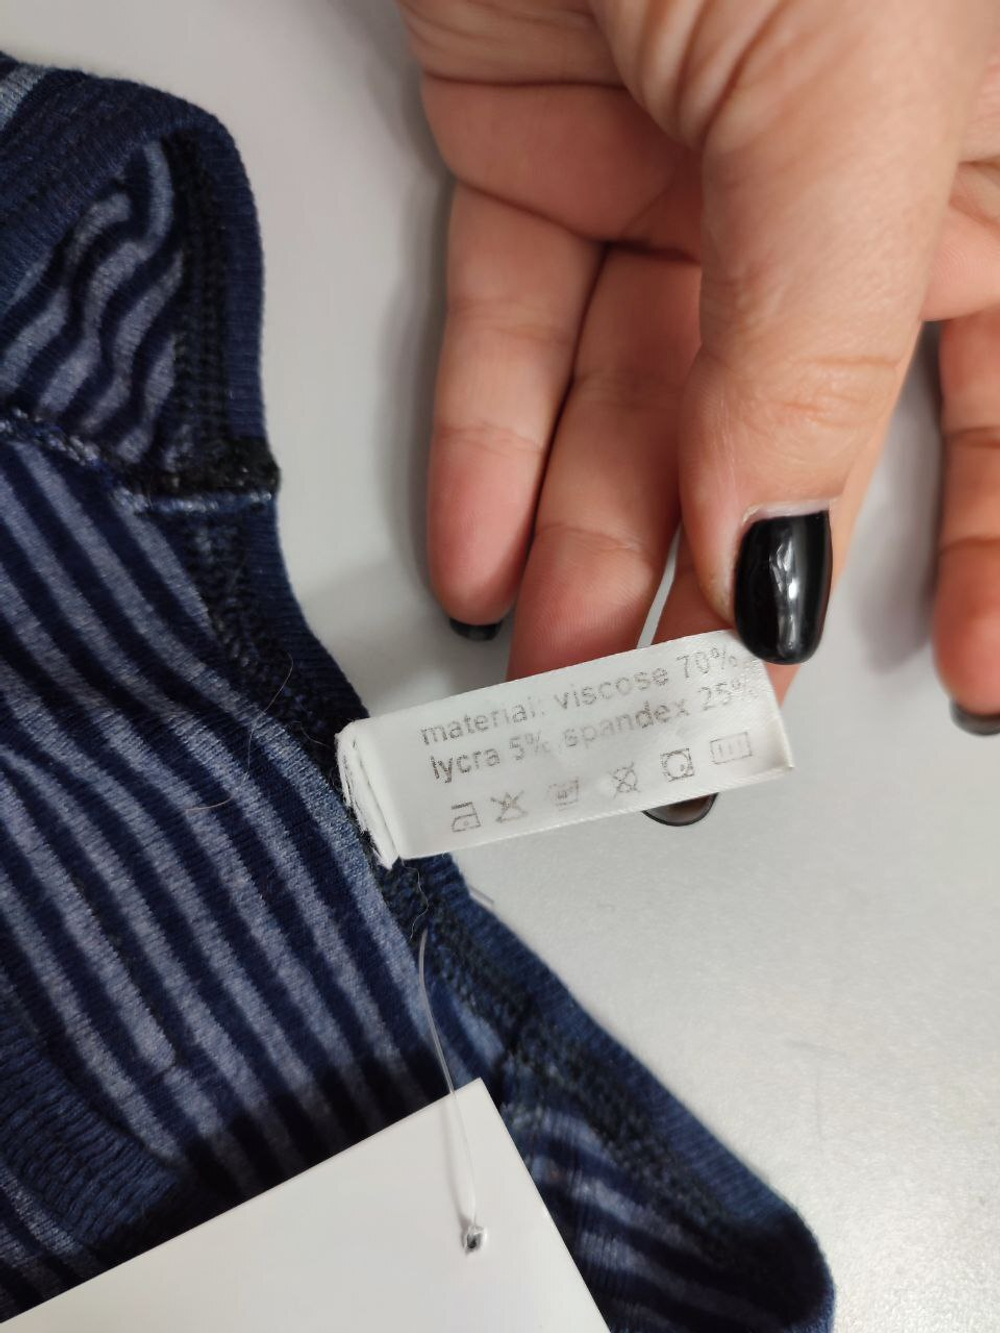 material: viscose 70%
lycra 5% spandex 25%